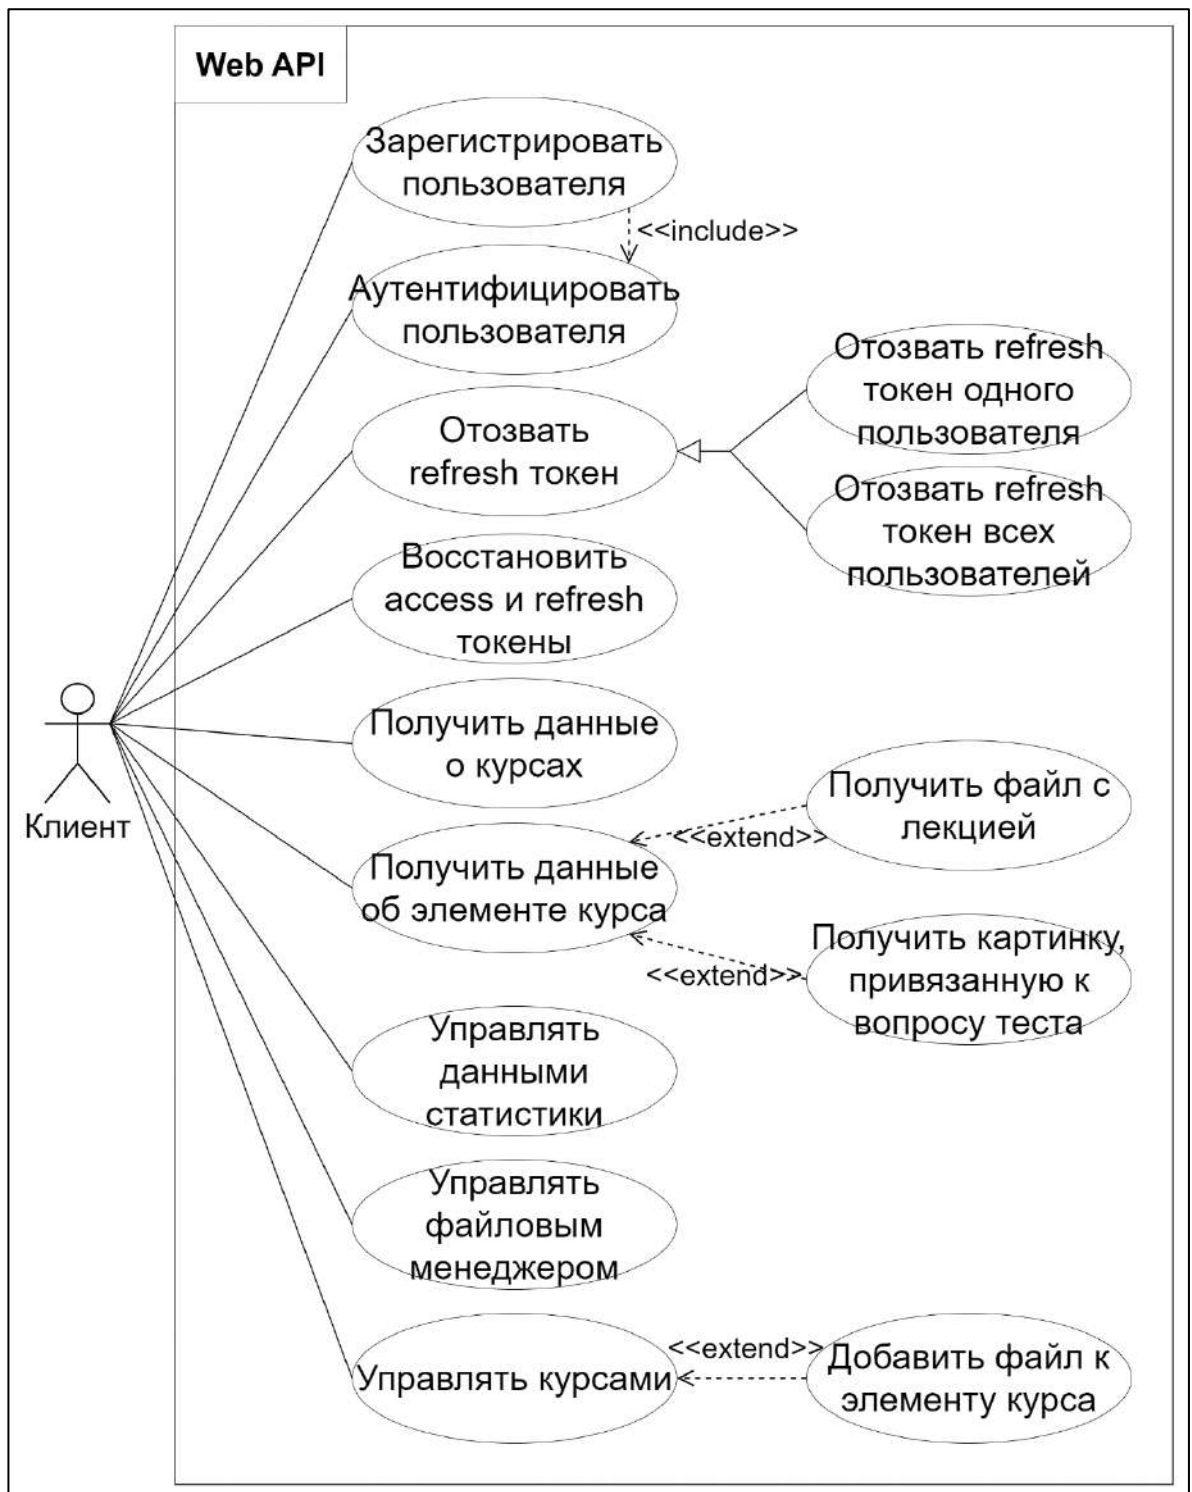 Web API
Зарегистрировать
пользователя
<<include>>
Аутентифицировать
пользователя
Отозвать
refresh токен
Отозвать refresh
токен одного
пользователя
Отозвать refresh
токен всех
пользователей
Восстановить
access и refresh
токены
Клиент
Получить данные
о курсах
Получить данные
об элементе курса
<<extend>>
Получить файл с
лекцией
<<extend>>
Получить картинку,
привязанную к
вопросу теста
Управлять
данными
статистики
Управлять
файловым
менеджером
Управлять курсами
<<extend>>
Добавить файл к
элементу курса